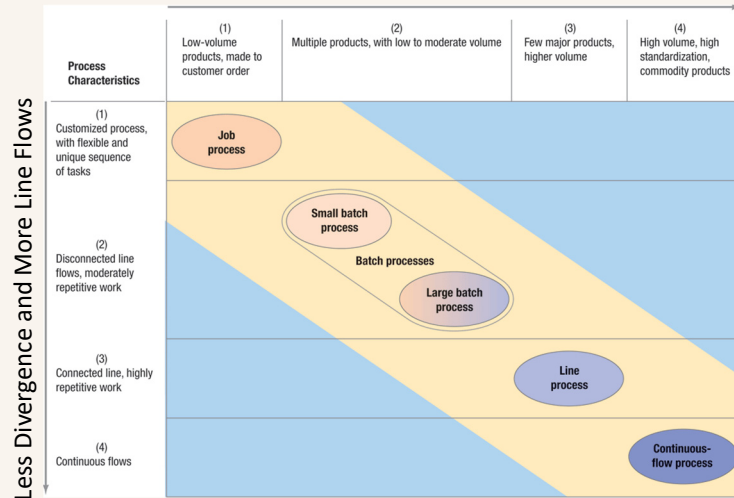 (1)
Low-volume
products, made to
customer order
(2)
Multiple products, with low to moderate volume
(3)
Few major products,
higher volume
(4)
High volume, high
standardization,
commodity products
Process
Characteristics
Less Divergence and More Line Flows
(1)
Customized process,
with flexible and
unique sequence
of tasks
Job
process
(2)
Disconnected line
flows, moderately
repetitive work
Small batch
process
Batch processes
Large batch
process
(3)
Connected line, highly
repetitive work
Line
process
(4)
Continuous flows
Continuous-
flow process